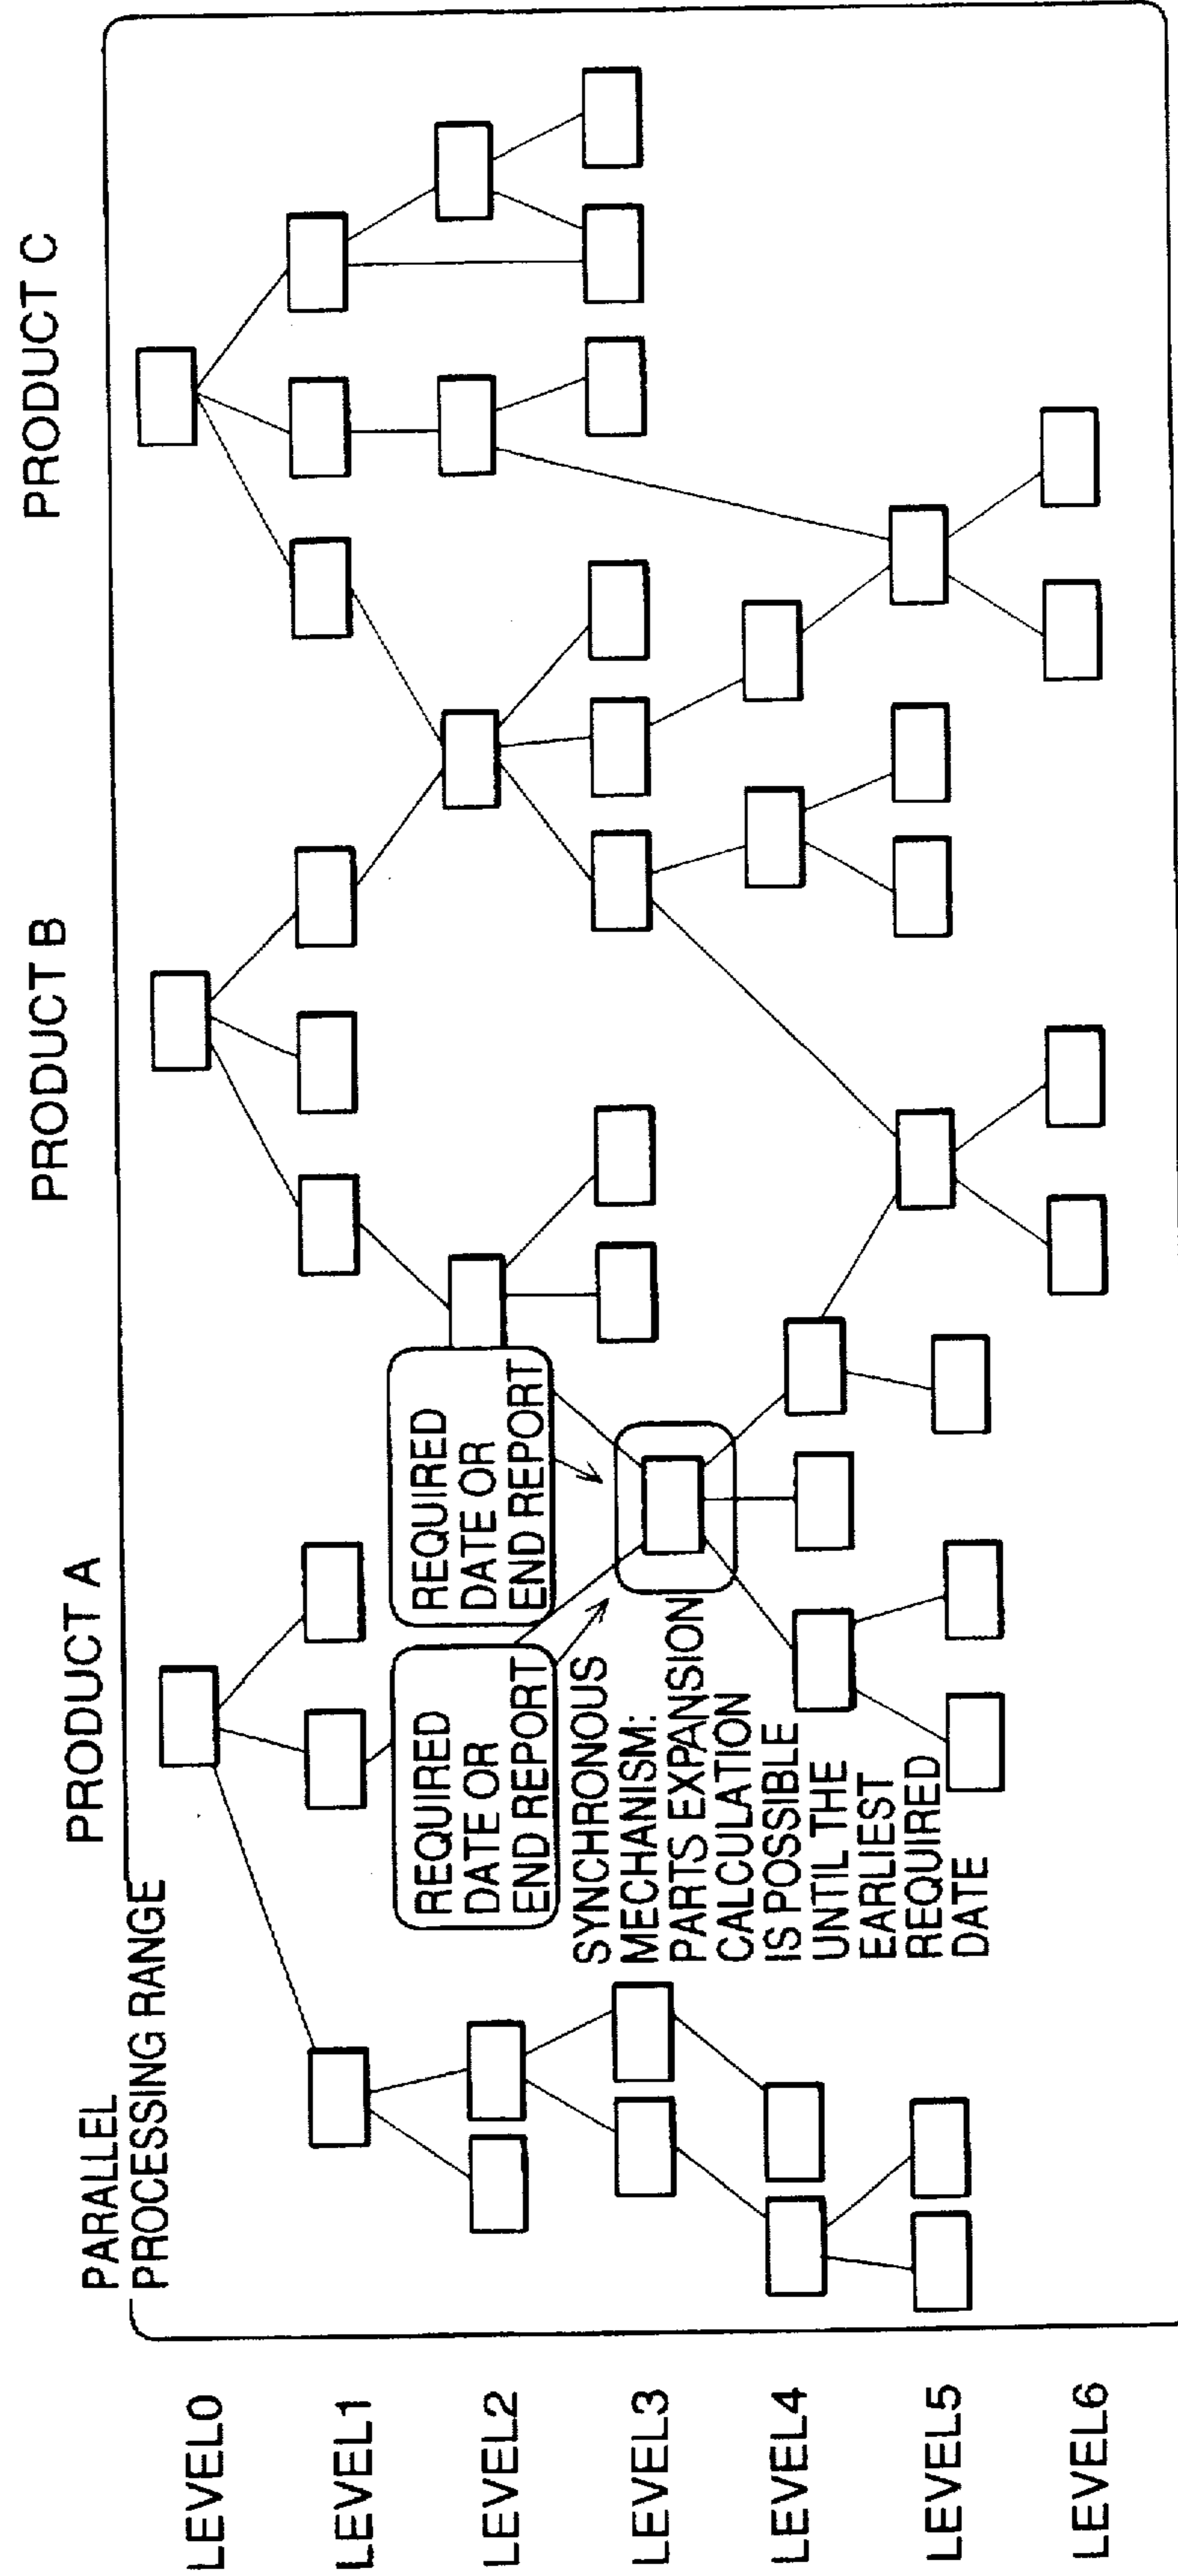 PARALLEL
PROCESSING RANGE
PRODUCT A
PRODUCT B
PRODUCT C
LEVEL0
LEVEL1
LEVEL2
LEVEL3
LEVEL4
LEVEL5
LEVEL6
REQUIRED
DATE OR
END REPORT
REQUIRED
DATE OR
END REPORT
SYNCHRONOUS
MECHANISM:
PARTS EXPANSION
CALCULATION
IS POSSIBLE
UNTIL THE
EARLIEST
REQUIRED
DATE